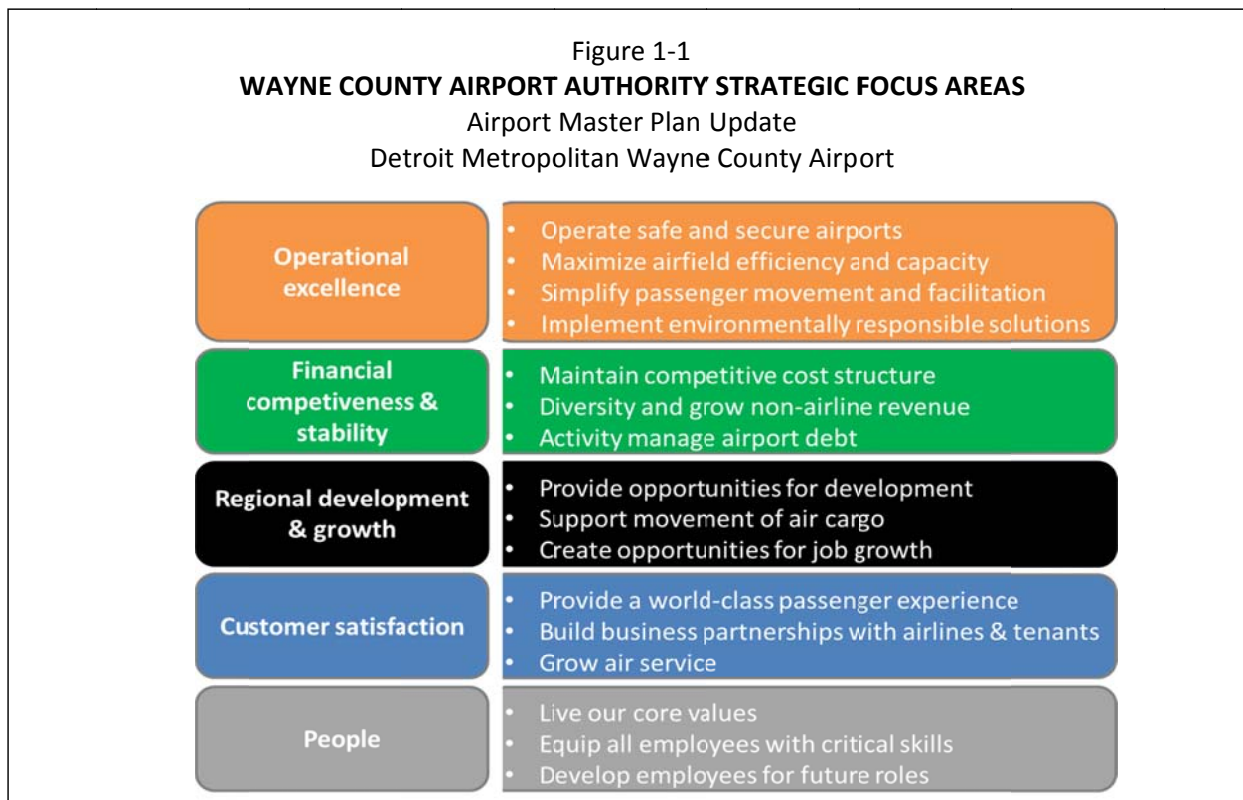 Figure 1-1
WAYNE COUNTY AIRPORT AUTHORITY STRATEGIC FOCUS AREAS
Airport Master Plan Update
Detroit Metropolitan Wayne County Airport
Operational
excellence
• Operate safe and secure airports
• Maximize airfield efficiency and capacity
• Simplify passenger movement and facilitation
• Implement environmentally responsible solutions
Financial
competiveness &
stability
• Maintain competitive cost structure
• Diversity and grow non-airline revenue
• Activity manage airport debt
Regional development
& growth
• Provide opportunities for development
• Support movement of air cargo
• Create opportunities for job growth
Customer satisfaction
• Provide a world-class passenger experience
• Build business partnerships with airlines & tenants
• Grow air service
People
• Live our core values
• Equip all employees with critical skills
• Develop employees for future roles